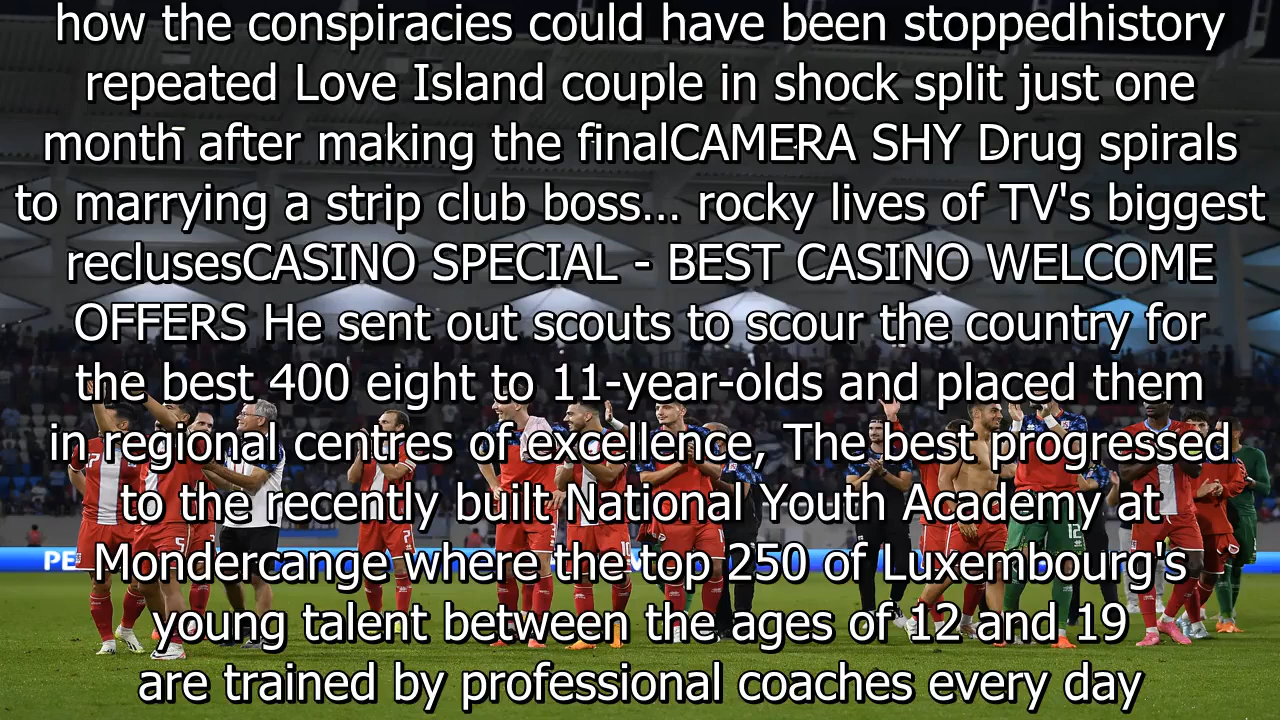 how the conspiracies could have been stoppedhistory
repeated Love Island couple in shock split just one
month after making the finalCAMERA SHY Drug spirals
to marrying a strip club boss... rocky lives of TV's biggest
reclusesCASINO SPECIAL - BEST CASINO WELCOME
OFFERS He sent out scouts to scour the country for
the best 400 eight to 11-year-olds and placed them
in regional centres of excellence, The best progressed
to the recently built National Youth Academy at
PE Mondercange where the top 250 of Luxembourg's
young talent between the ages of 12 and 19
are trained by professional coaches every day